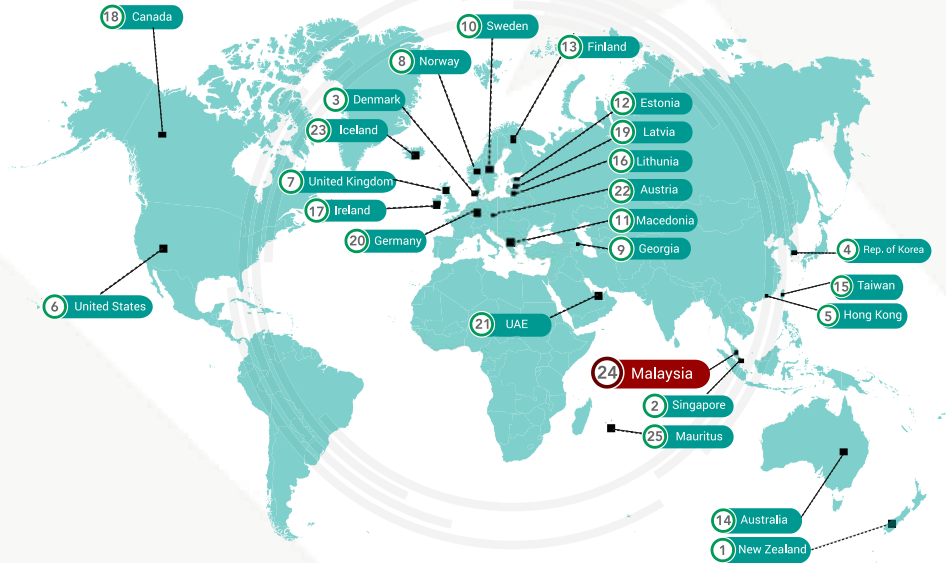 18 Canada
10 Sweden
13 Finland
8 Norway
3 Denmark
12 Estonia
23 Iceland
19 Latvia
16 Lithunia
7 United Kingdom
22 Austria
17 Ireland
11 Macedonia
20 Germany
9 Georgia
4 Rep. of Korea
15 Taiwan
6 United States
5 Hong Kong
21 UAE
24 Malaysia
2 Singapore
25 Mauritus
14 Australia
1 New Zealand